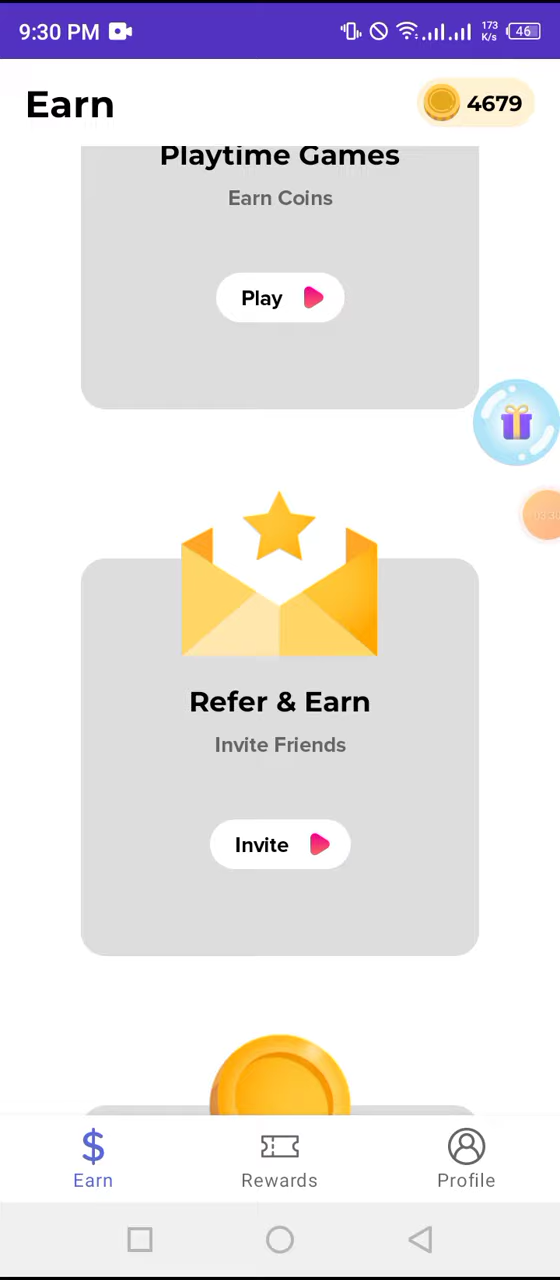 9:30 PM
173
K/s
46
Earn
4679
Playtime Games
Earn Coins
Play
Refer & Earn
Invite Friends
Invite
$
Earn
Rewards
Profile